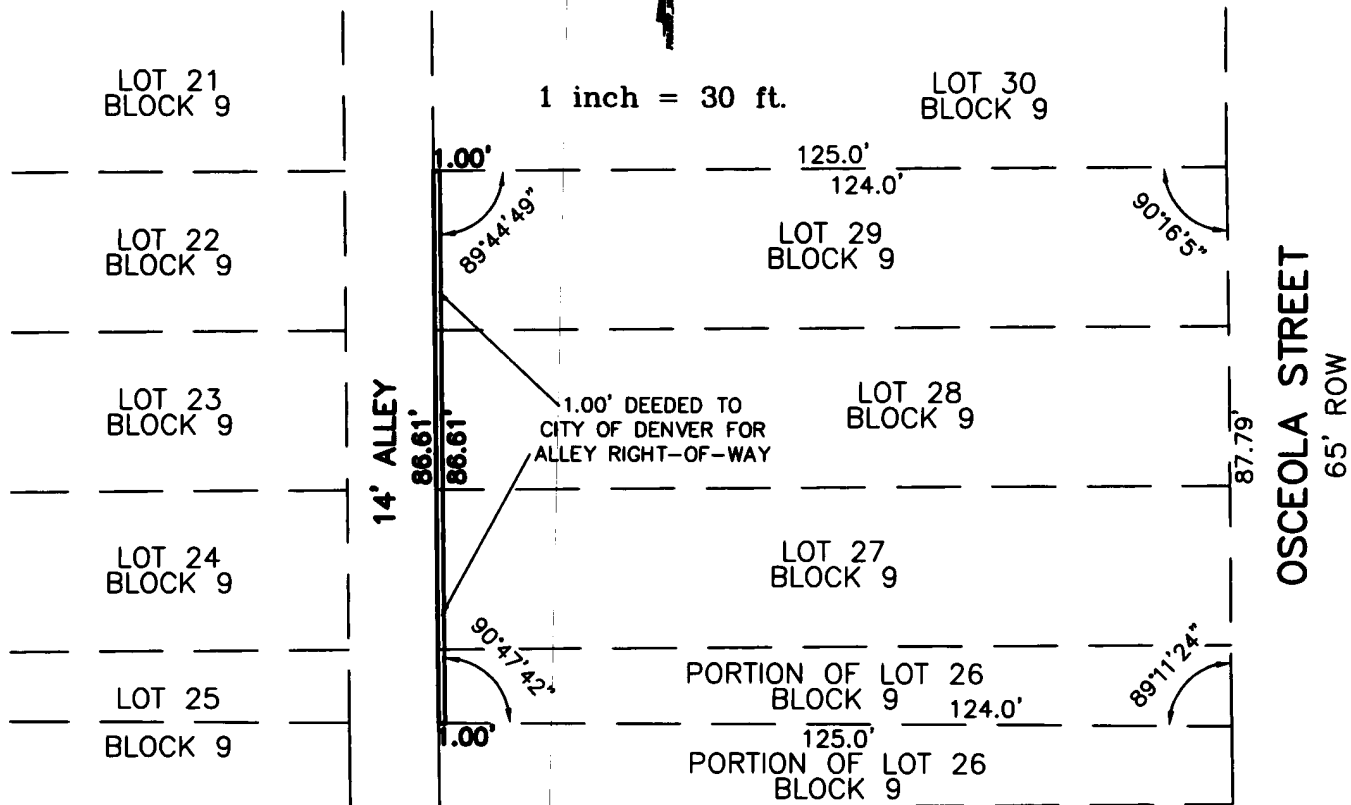 LOT 21
BLOCK 9
1 inch = 30 ft.
LOT 30
BLOCK 9
1.00'
125.0'
124.0'
89°44'49"
90°16'5"
LOT 22
BLOCK 9
LOT 29
BLOCK 9
LOT 23
BLOCK 9
14' ALLEY
86.61'
86.61'
1.00' DEEDED TO
CITY OF DENVER FOR
ALLEY RIGHT-OF-WAY
LOT 28
BLOCK 9
87.79'
OSCEOLA STREET
65' ROW
LOT 24
BLOCK 9
LOT 27
BLOCK 9
90°47'42"
89°11'24"
LOT 25
BLOCK 9
PORTION OF LOT 26
BLOCK 9
124.0'
1.00'
125.0'
PORTION OF LOT 26
BLOCK 9